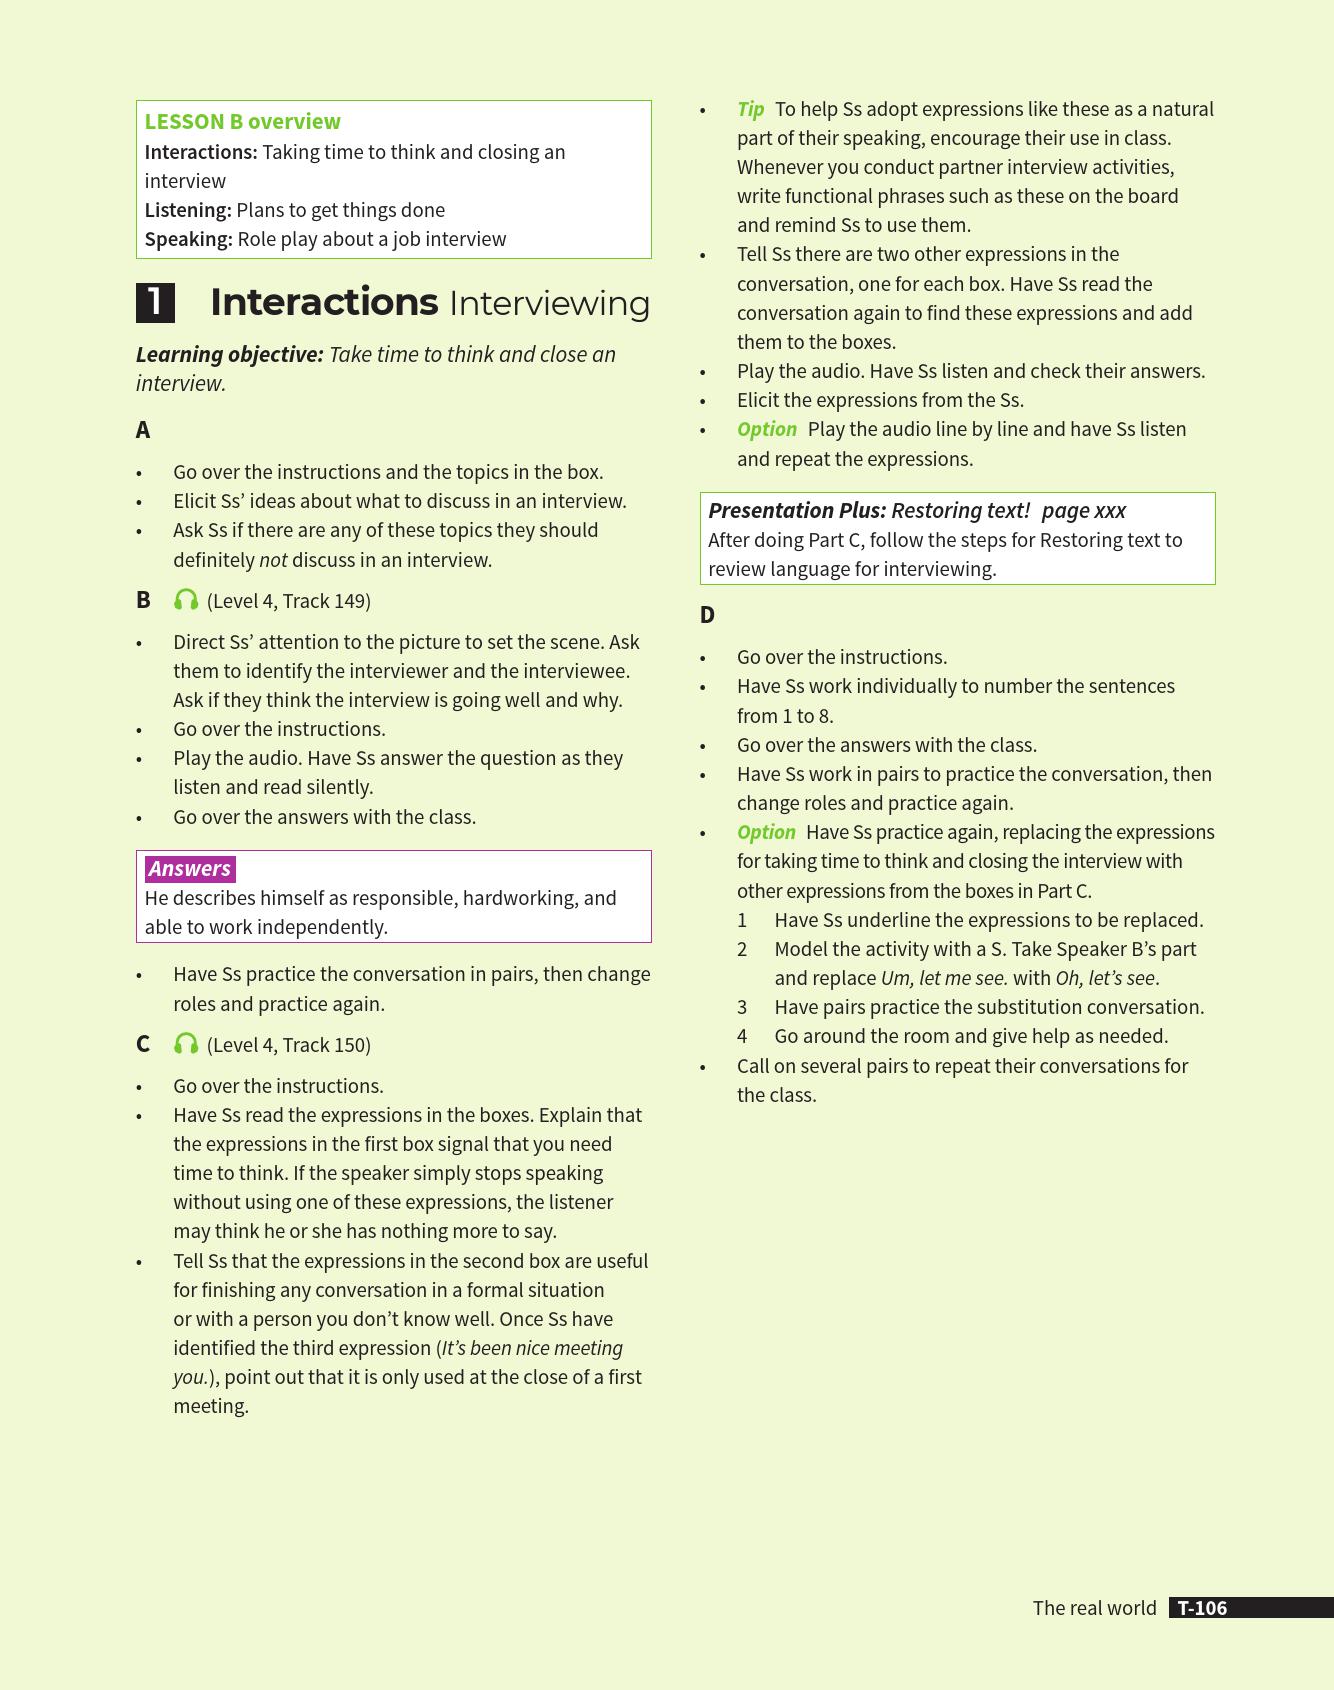 LESSON B overview
Interactions: Taking time to think and closing an
interview
Listening: Plans to get things done
Speaking: Role play about a job interview
1 Interactions Interviewing
Learning objective: Take time to think and close an
interview.
A
• Go over the instructions and the topics in the box.
• Elicit Ss’ ideas about what to discuss in an interview.
• Ask Ss if there are any of these topics they should
definitely not discuss in an interview.
B (Level 4, Track 149)
• Direct Ss’ attention to the picture to set the scene. Ask
them to identify the interviewer and the interviewee.
Ask if they think the interview is going well and why.
• Go over the instructions.
• Play the audio. Have Ss answer the question as they
listen and read silently.
• Go over the answers with the class.
Answers
He describes himself as responsible, hardworking, and
able to work independently.
• Have Ss practice the conversation in pairs, then change
roles and practice again.
C (Level 4, Track 150)
• Go over the instructions.
• Have Ss read the expressions in the boxes. Explain that
the expressions in the first box signal that you need
time to think. If the speaker simply stops speaking
without using one of these expressions, the listener
may think he or she has nothing more to say.
• Tell Ss that the expressions in the second box are useful
for finishing any conversation in a formal situation
or with a person you don’t know well. Once Ss have
identified the third expression (It’s been nice meeting
you.), point out that it is only used at the close of a first
meeting.
• Tip To help Ss adopt expressions like these as a natural
part of their speaking, encourage their use in class.
Whenever you conduct partner interview activities,
write functional phrases such as these on the board
and remind Ss to use them.
• Tell Ss there are two other expressions in the
conversation, one for each box. Have Ss read the
conversation again to find these expressions and add
them to the boxes.
• Play the audio. Have Ss listen and check their answers.
• Elicit the expressions from the Ss.
• Option Play the audio line by line and have Ss listen
and repeat the expressions.
Presentation Plus: Restoring text! page xxx
After doing Part C, follow the steps for Restoring text to
review language for interviewing.
D
• Go over the instructions.
• Have Ss work individually to number the sentences
from 1 to 8.
• Go over the answers with the class.
• Have Ss work in pairs to practice the conversation, then
change roles and practice again.
• Option Have Ss practice again, replacing the expressions
for taking time to think and closing the interview with
other expressions from the boxes in Part C.
1 Have Ss underline the expressions to be replaced.
2 Model the activity with a S. Take Speaker B’s part
and replace Um, let me see. with Oh, let’s see.
3 Have pairs practice the substitution conversation.
4 Go around the room and give help as needed.
• Call on several pairs to repeat their conversations for
the class.
The real world T-106